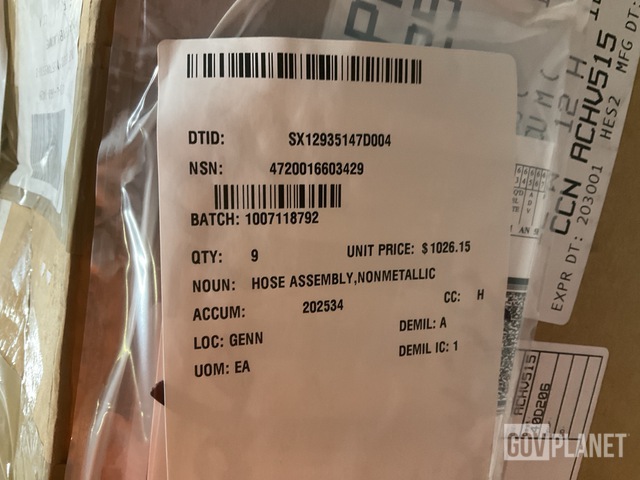 DTID: SX12935147D004
NSN: 4720016603429
BATCH: 1007118792
QTY: 9 UNIT PRICE: $1026.15
NOUN: HOSE ASSEMBLY,NONMETALLIC
ACCUM: 202534 CC: H
LOC: GENN DEMIL: A
UOM: EA DEMIL IC: 1
12 H
CCN ACHV515
EXPR DT: 203001 HES2 MFG DT:
ACHV515
GOVPLANET